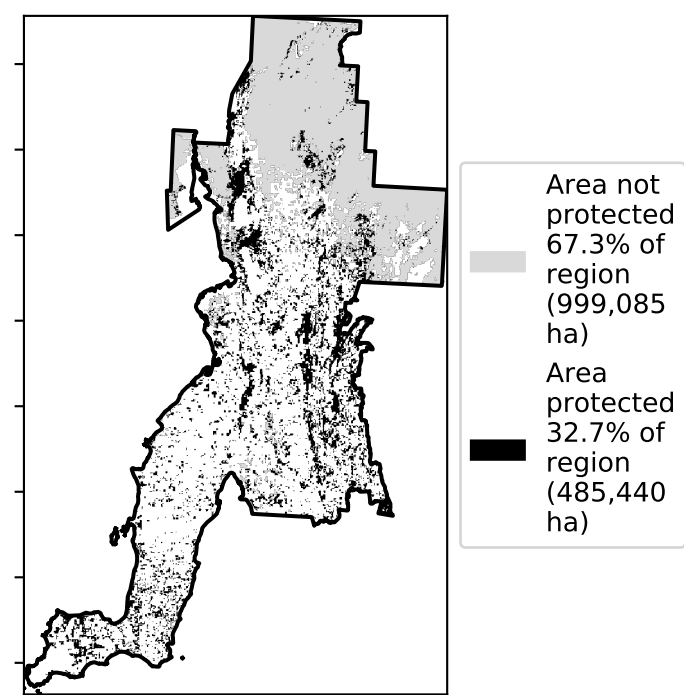 Area not
protected
67.3% of
region
(999,085
ha)
Area
protected
32.7% of
region
(485,440
ha)